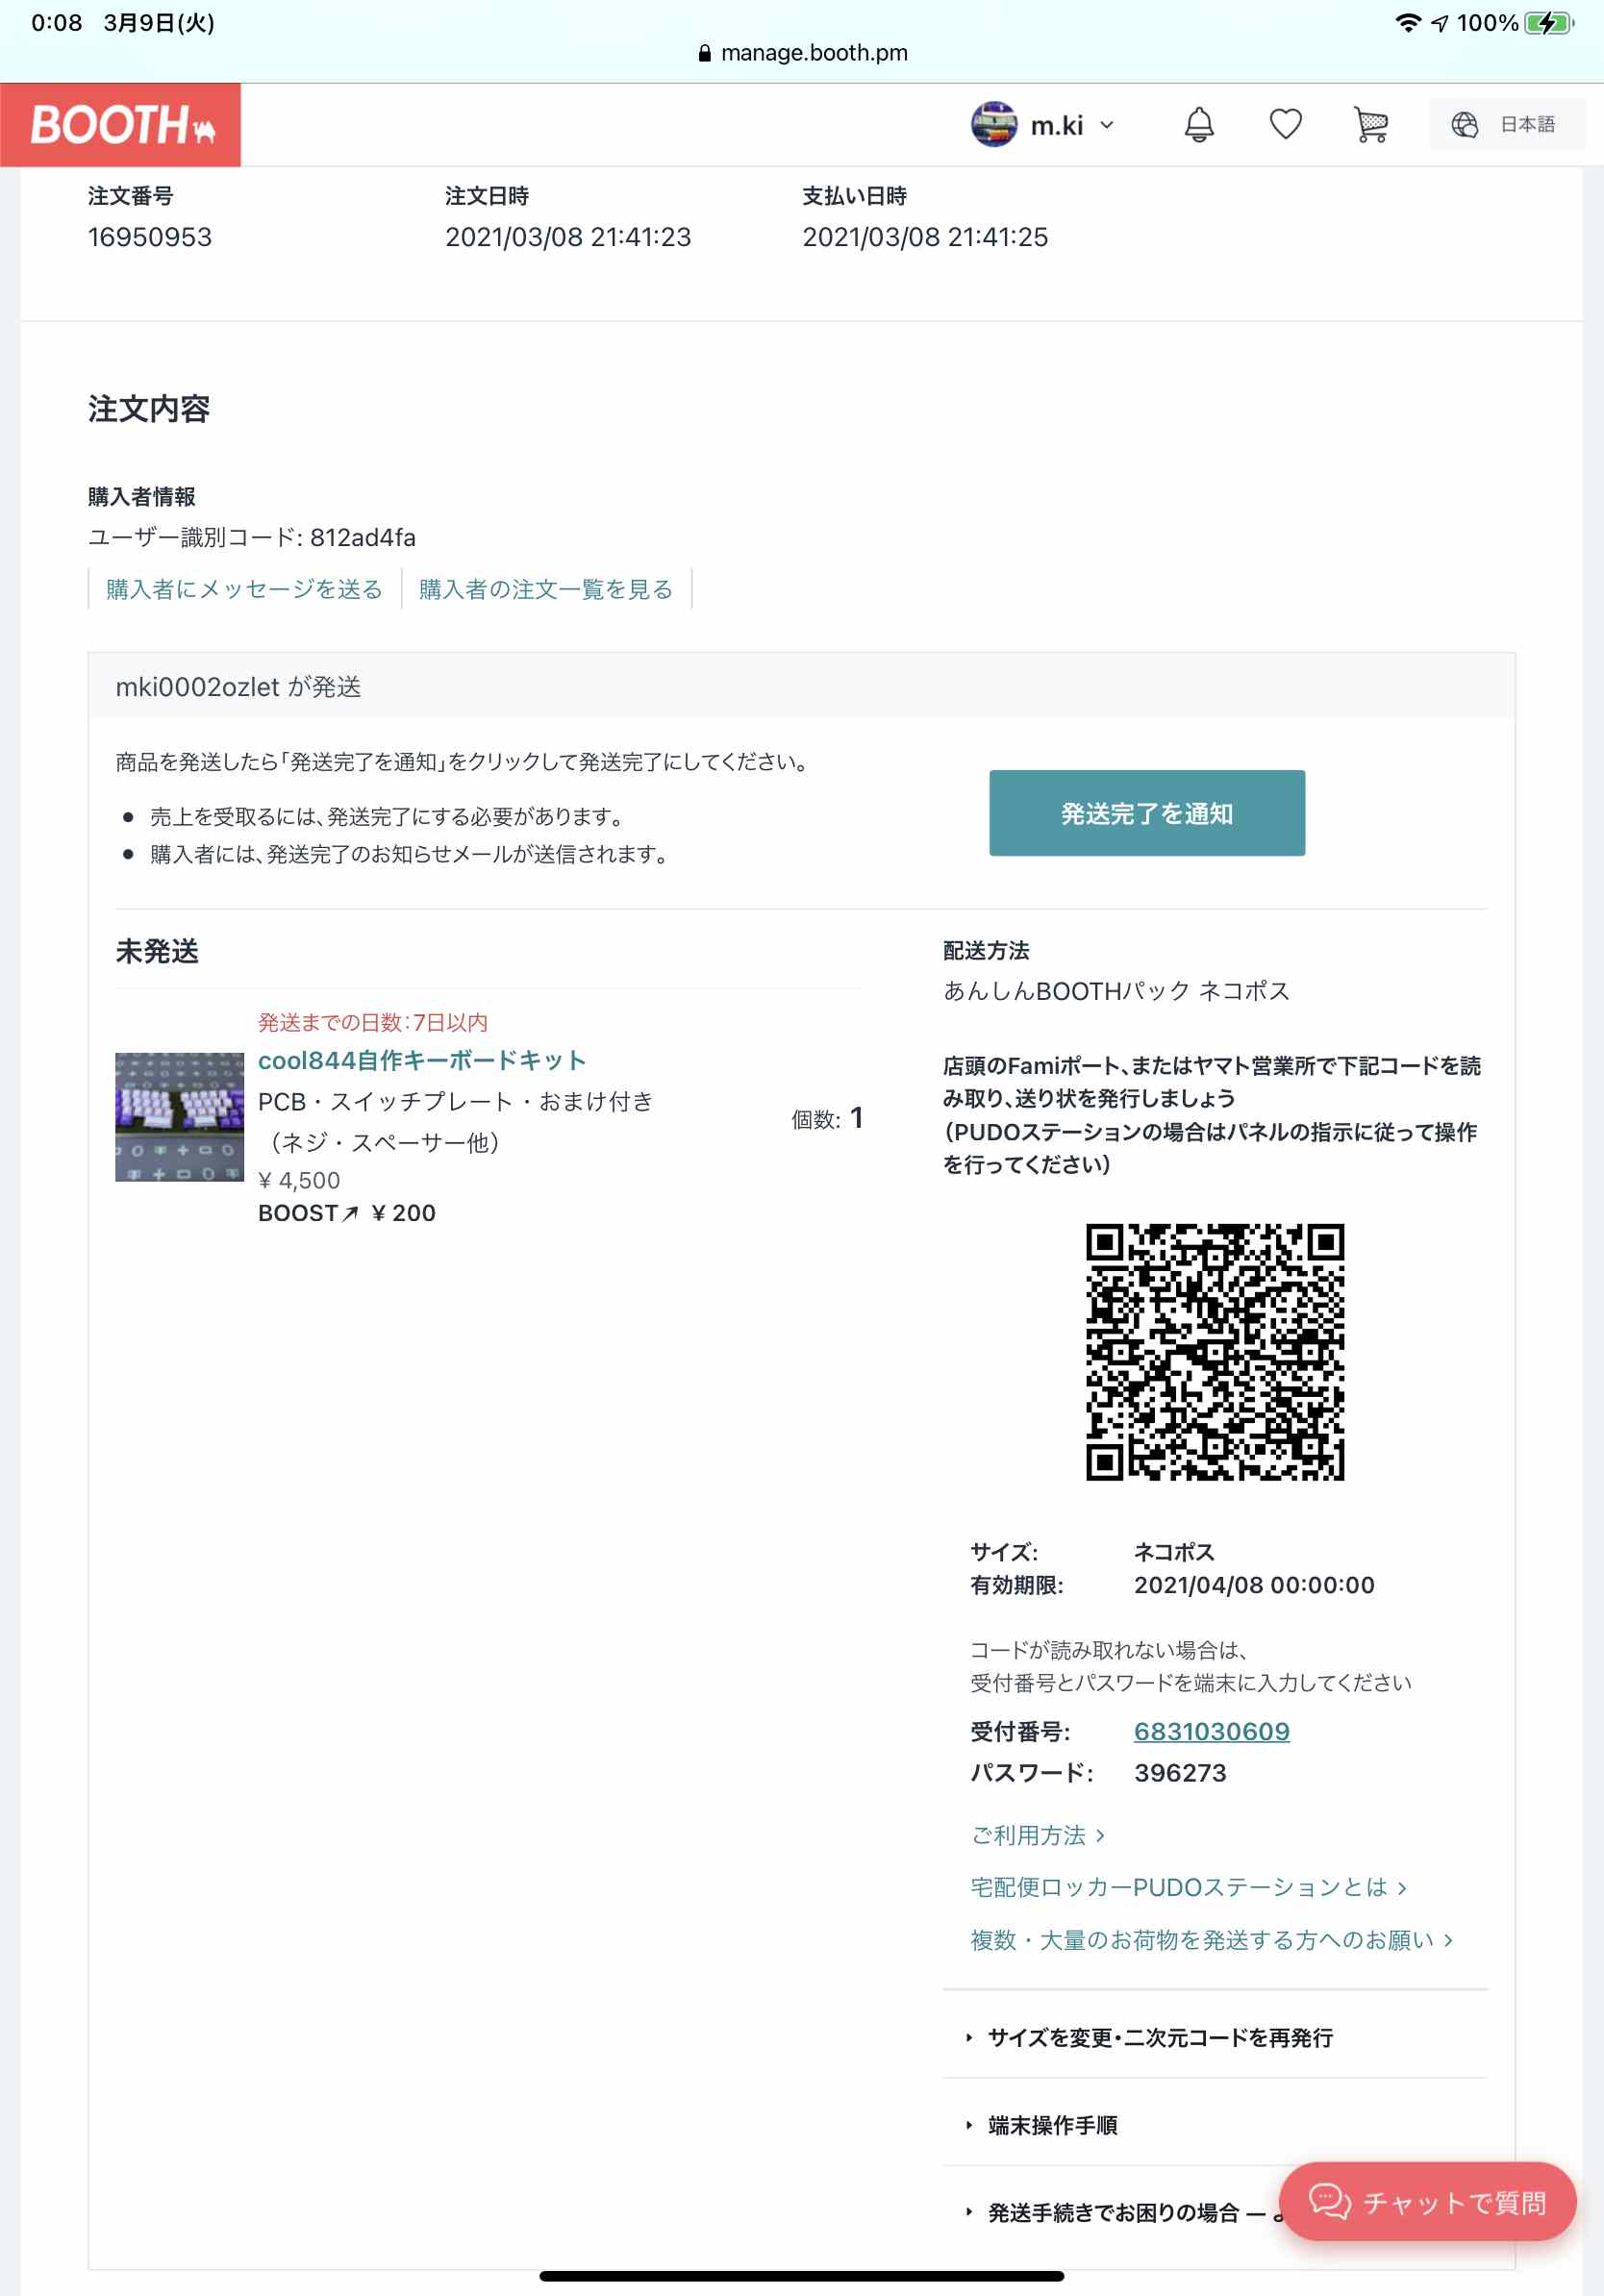 0:08 3月9日(火)
100%
manage.booth.pm
BOOTH
m.ki
日本語
注文番号
16950953
注文日時
2021/03/08 21:41:23
支払い日時
2021/03/08 21:41:25
注文内容
購入者情報
ユーザー識別コード: 812ad4fa
購入者にメッセージを送る
購入者の注文一覧を見る
mki0002ozlet が発送
商品を発送したら「発送完了を通知」をクリックして発送完了にしてください。
● 売上を受取るには、発送完了にする必要があります。
● 購入者には、発送完了のお知らせメールが送信されます。
発送完了を通知
未発送
発送までの日数：7日以内
cool844自作キーボードキット
PCB・スイッチプレート・おまけ付き
（ネジ・スペーサー他）
¥ 4,500
BOOST↗ ¥ 200
個数: 1
配送方法
あんしんBOOTHパック ネコポス
店頭のFamiポート、またはヤマト営業所で下記コードを読
み取り、送り状を発行しましょう
（PUDOステーションの場合はパネルの指示に従って操作
を行ってください）
サイズ: ネコポス
有効期限: 2021/04/08 00:00:00
コードが読み取れない場合は、
受付番号とパスワードを端末に入力してください
受付番号: 6831030609
パスワード: 396273
ご利用方法 ›
宅配便ロッカーPUDOステーションとは ›
複数・大量のお荷物を発送する方へのお願い ›
サイズを変更・二次元コードを再発行
端末操作手順
発送手続きでお困りの場合 —
チャットで質問